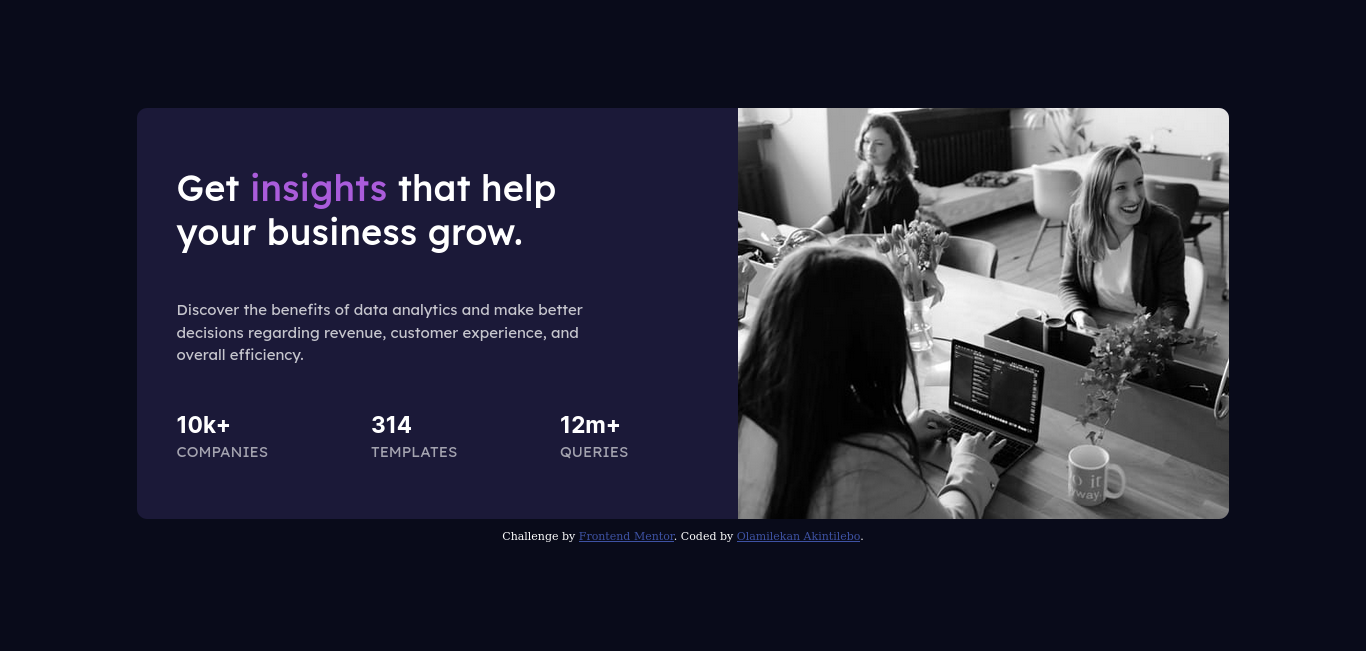 Get insights that help
your business grow.
Discover the benefits of data analytics and make better
decisions regarding revenue, customer experience, and
overall efficiency.
10k+ 314 12m+
COMPANIES TEMPLATES QUERIES
Challenge by Frontend Mentor. Coded by Olamilekan Akintilebo.